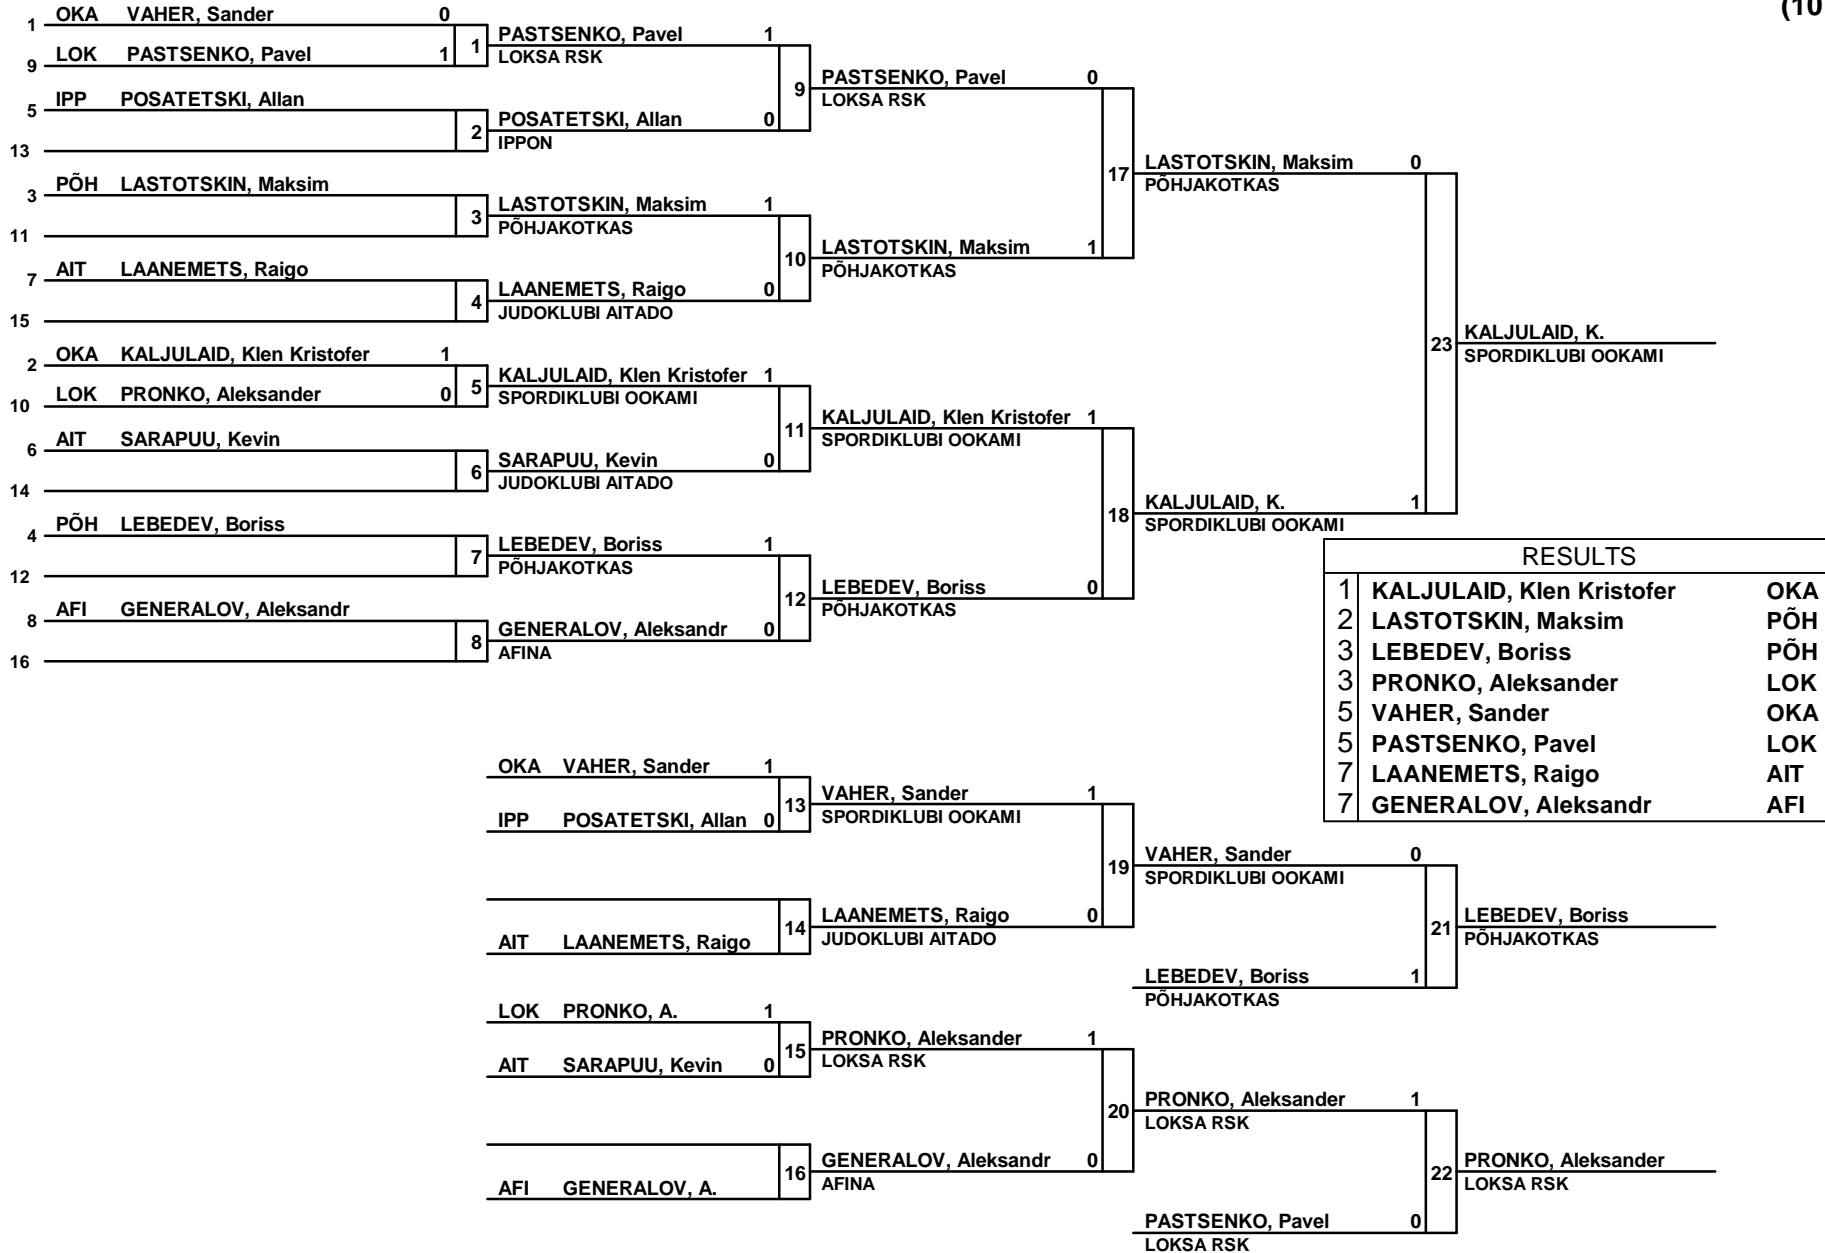 (10
1 OKA VAHER, Sander 0
9 LOK PASTSENKO, Pavel 1
1 PASTSENKO, Pavel 1
LOKSA RSK
5 IPP POSATETSKI, Allan
13
2 POSATETSKI, Allan 0
IPPON
9 PASTSENKO, Pavel 0
LOKSA RSK
3 PÕH LASTOTSKIN, Maksim
11
3 LASTOTSKIN, Maksim 1
PÕHJAKOTKAS
7 AIT LAANEMETS, Raigo
15
4 LAANEMETS, Raigo 0
JUDOKLUBI AITADO
10 LASTOTSKIN, Maksim 1
PÕHJAKOTKAS
17 LASTOTSKIN, Maksim 0
PÕHJAKOTKAS
2 OKA KALJULAID, Klen Kristofer 1
10 LOK PRONKO, Aleksander 0
5 KALJULAID, Klen Kristofer 1
SPORDIKLUBI OOKAMI
6 AIT SARAPUU, Kevin
14
6 SARAPUU, Kevin 0
JUDOKLUBI AITADO
11 KALJULAID, Klen Kristofer 1
SPORDIKLUBI OOKAMI
4 PÕH LEBEDEV, Boriss
12
7 LEBEDEV, Boriss 1
PÕHJAKOTKAS
8 AFI GENERALOV, Aleksandr
16
8 GENERALOV, Aleksandr 0
AFINA
12 LEBEDEV, Boriss 0
PÕHJAKOTKAS
18 KALJULAID, K. 1
SPORDIKLUBI OOKAMI
23 KALJULAID, K.
SPORDIKLUBI OOKAMI
RESULTS
1 KALJULAID, Klen Kristofer OKA
2 LASTOTSKIN, Maksim PÕH
3 LEBEDEV, Boriss PÕH
3 PRONKO, Aleksander LOK
5 VAHER, Sander OKA
5 PASTSENKO, Pavel LOK
7 LAANEMETS, Raigo AIT
7 GENERALOV, Aleksandr AFI
OKA VAHER, Sander 1
IPP POSATETSKI, Allan 0
13 VAHER, Sander 1
SPORDIKLUBI OOKAMI
AIT LAANEMETS, Raigo
14 LAANEMETS, Raigo 0
JUDOKLUBI AITADO
19 VAHER, Sander 0
SPORDIKLUBI OOKAMI
LEBEDEV, Boriss 1
PÕHJAKOTKAS
21 LEBEDEV, Boriss
PÕHJAKOTKAS
LOK PRONKO, A. 1
AIT SARAPUU, Kevin 0
15 PRONKO, Aleksander 1
LOKSA RSK
AFI GENERALOV, A.
16 GENERALOV, Aleksandr 0
AFINA
20 PRONKO, Aleksander 1
LOKSA RSK
PASTSENKO, Pavel 0
LOKSA RSK
22 PRONKO, Aleksander
LOKSA RSK